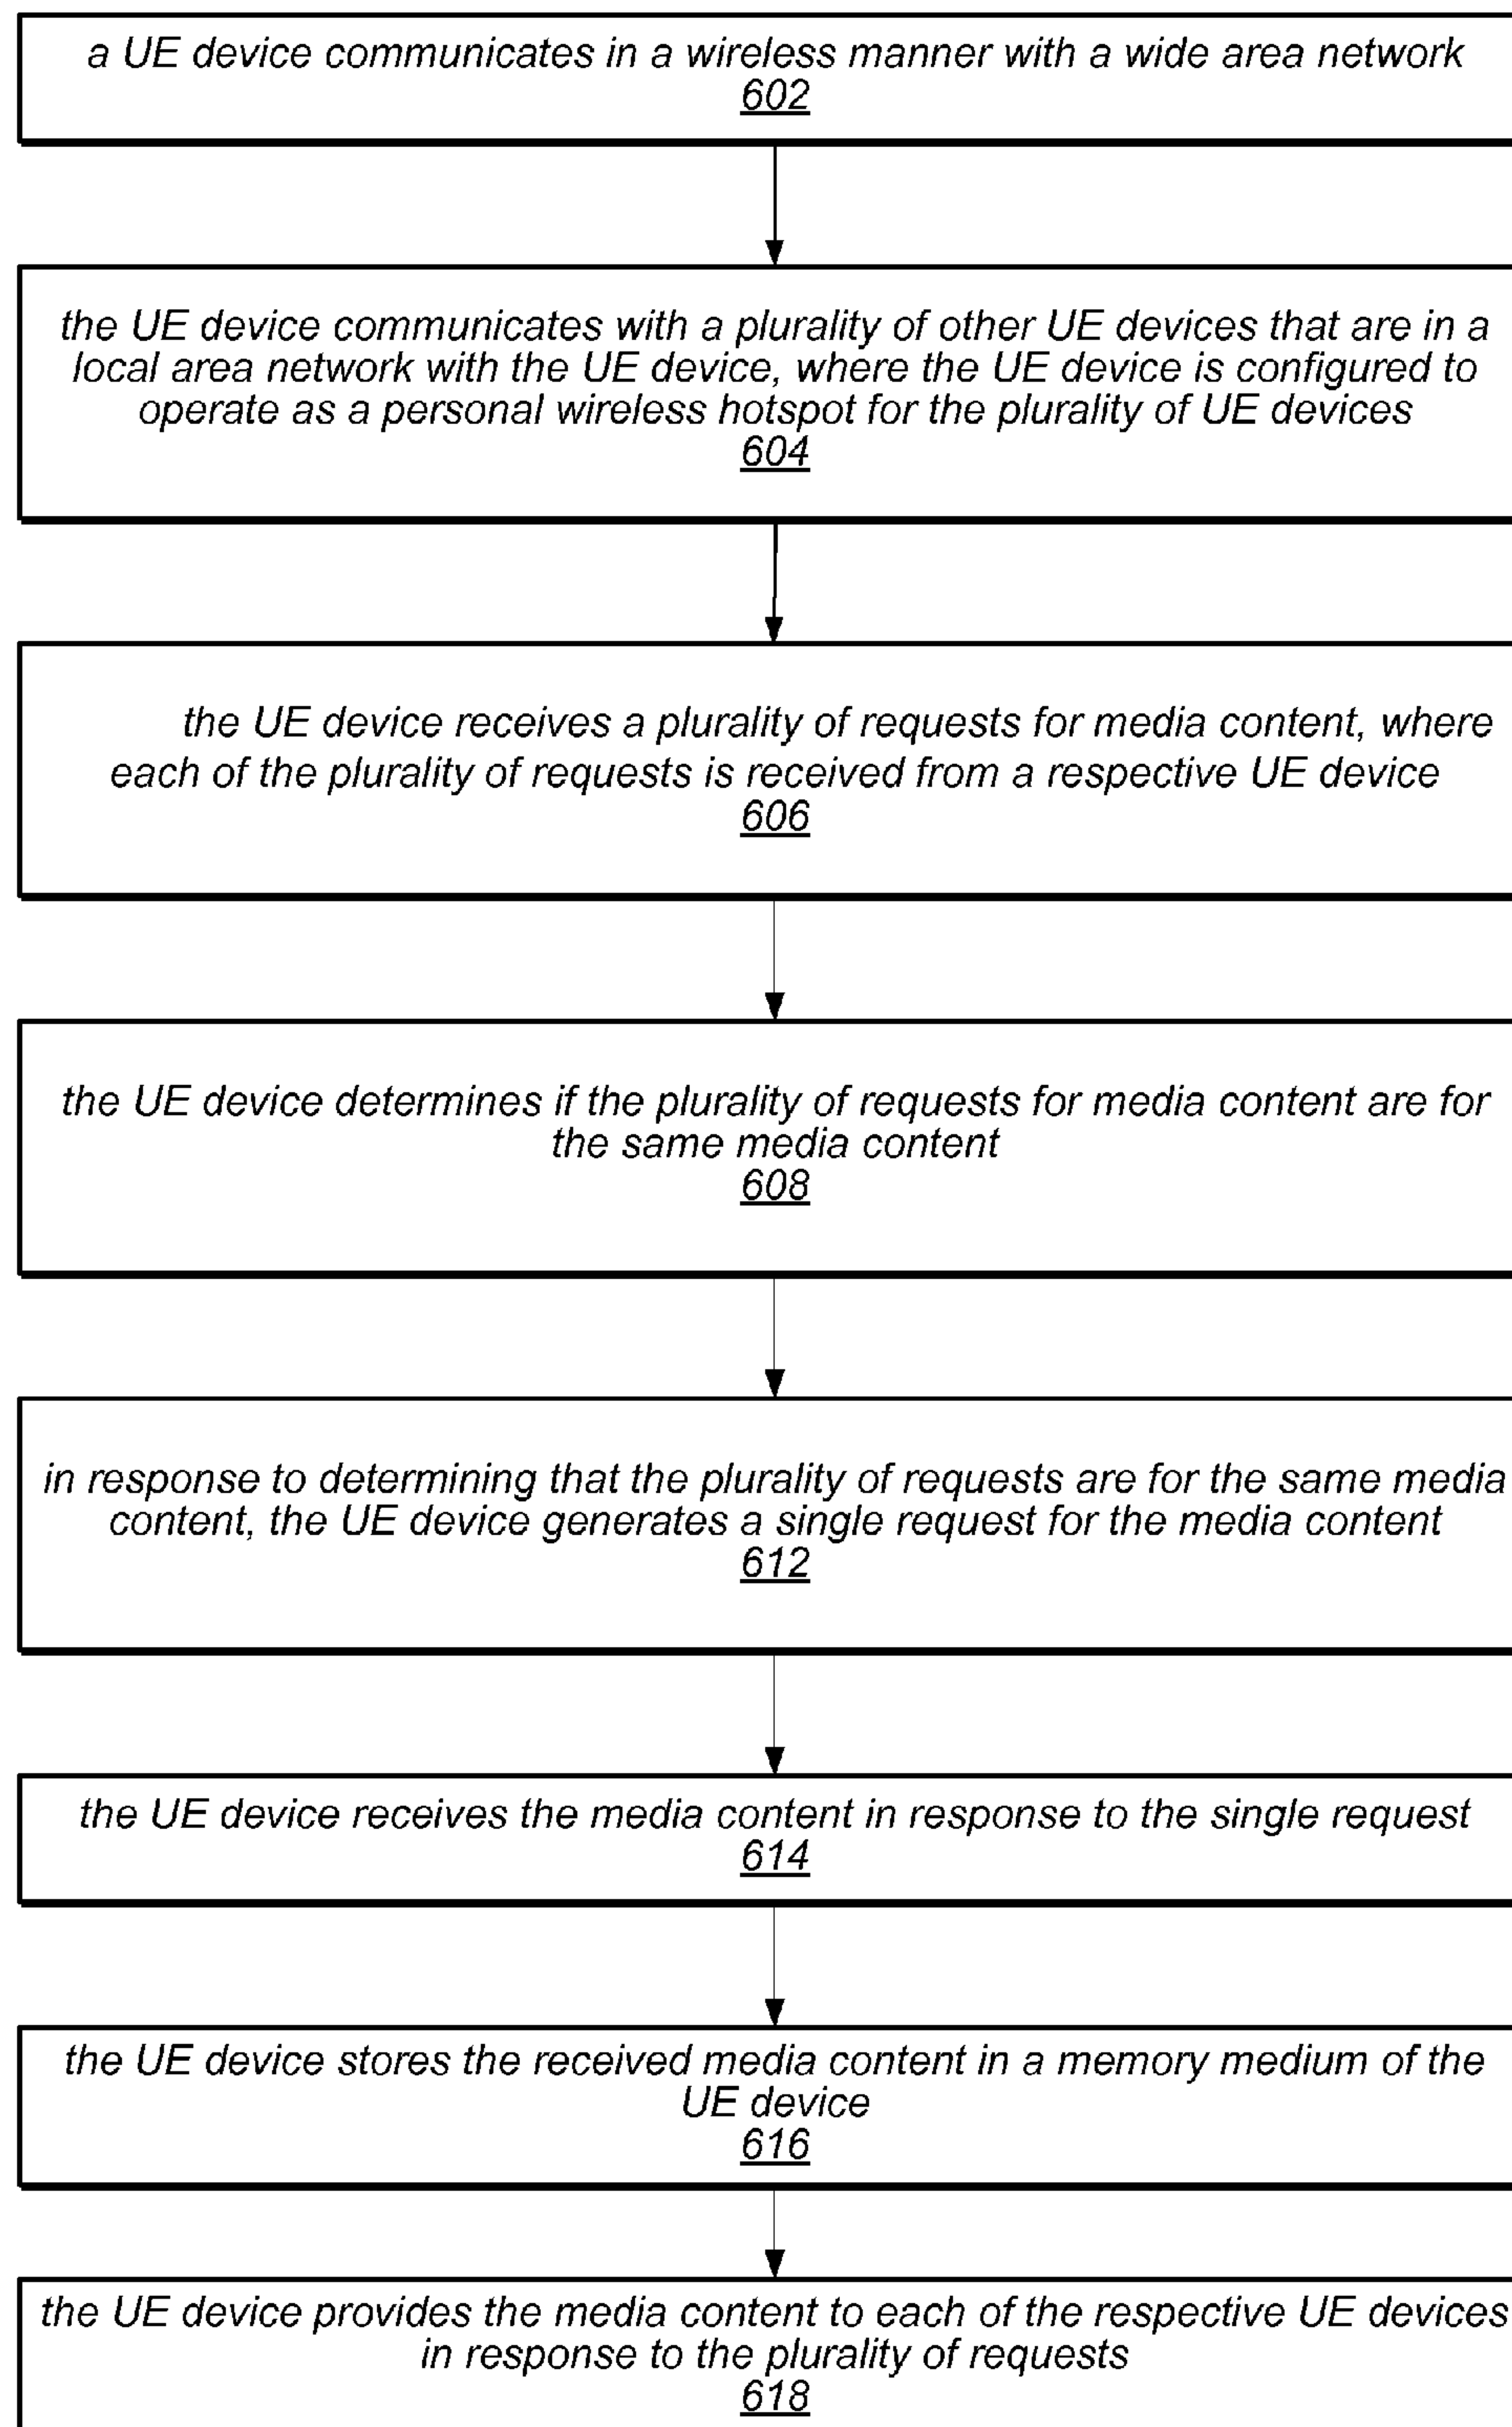 a UE device communicates in a wireless manner with a wide area network
602
the UE device communicates with a plurality of other UE devices that are in a
local area network with the UE device, where the UE device is configured to
operate as a personal wireless hotspot for the plurality of UE devices
604
the UE device receives a plurality of requests for media content, where
each of the plurality of requests is received from a respective UE device
606
the UE device determines if the plurality of requests for media content are for
the same media content
608
in response to determining that the plurality of requests are for the same media
content, the UE device generates a single request for the media content
612
the UE device receives the media content in response to the single request
614
the UE device stores the received media content in a memory medium of the
UE device
616
the UE device provides the media content to each of the respective UE devices
in response to the plurality of requests
618